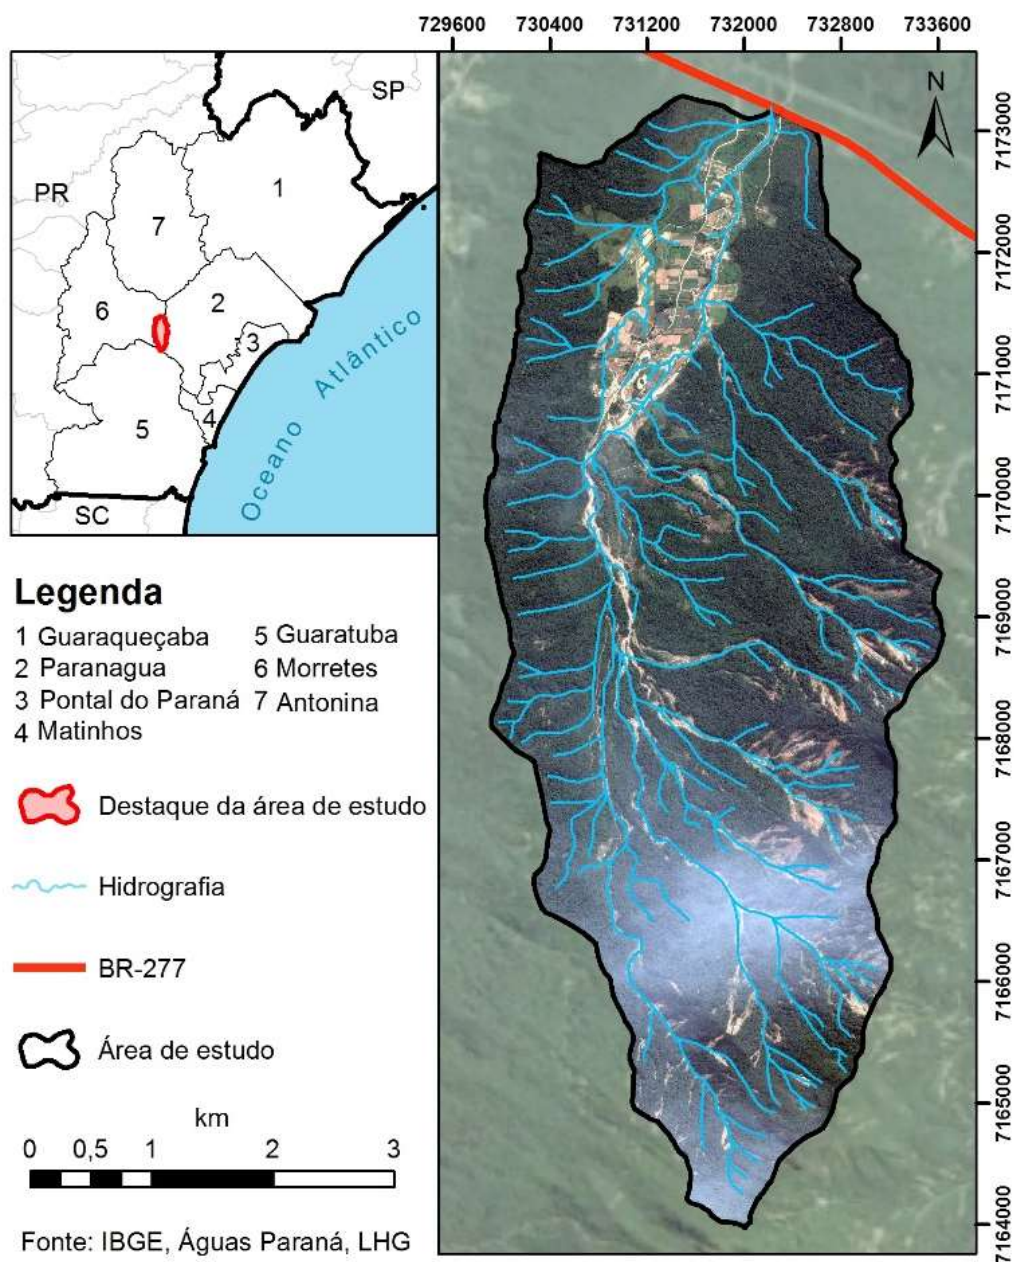 729600 730400 731200 732000 732800 733600
SP
PR
1
7
2
6
3
4
5
SC
Oceano Atlântico
N
7173000
7172000
7171000
7170000
7169000
7168000
7167000
7166000
7165000
7164000
Legenda
1 Guaraqueçaba
2 Paranagua
3 Pontal do Paraná
4 Matinhos
5 Guaratuba
6 Morretes
7 Antonina
Destaque da área de estudo
Hidrografia
BR-277
Área de estudo
km
0 0,5 1 2 3
Fonte: IBGE, Águas Paraná, LHG